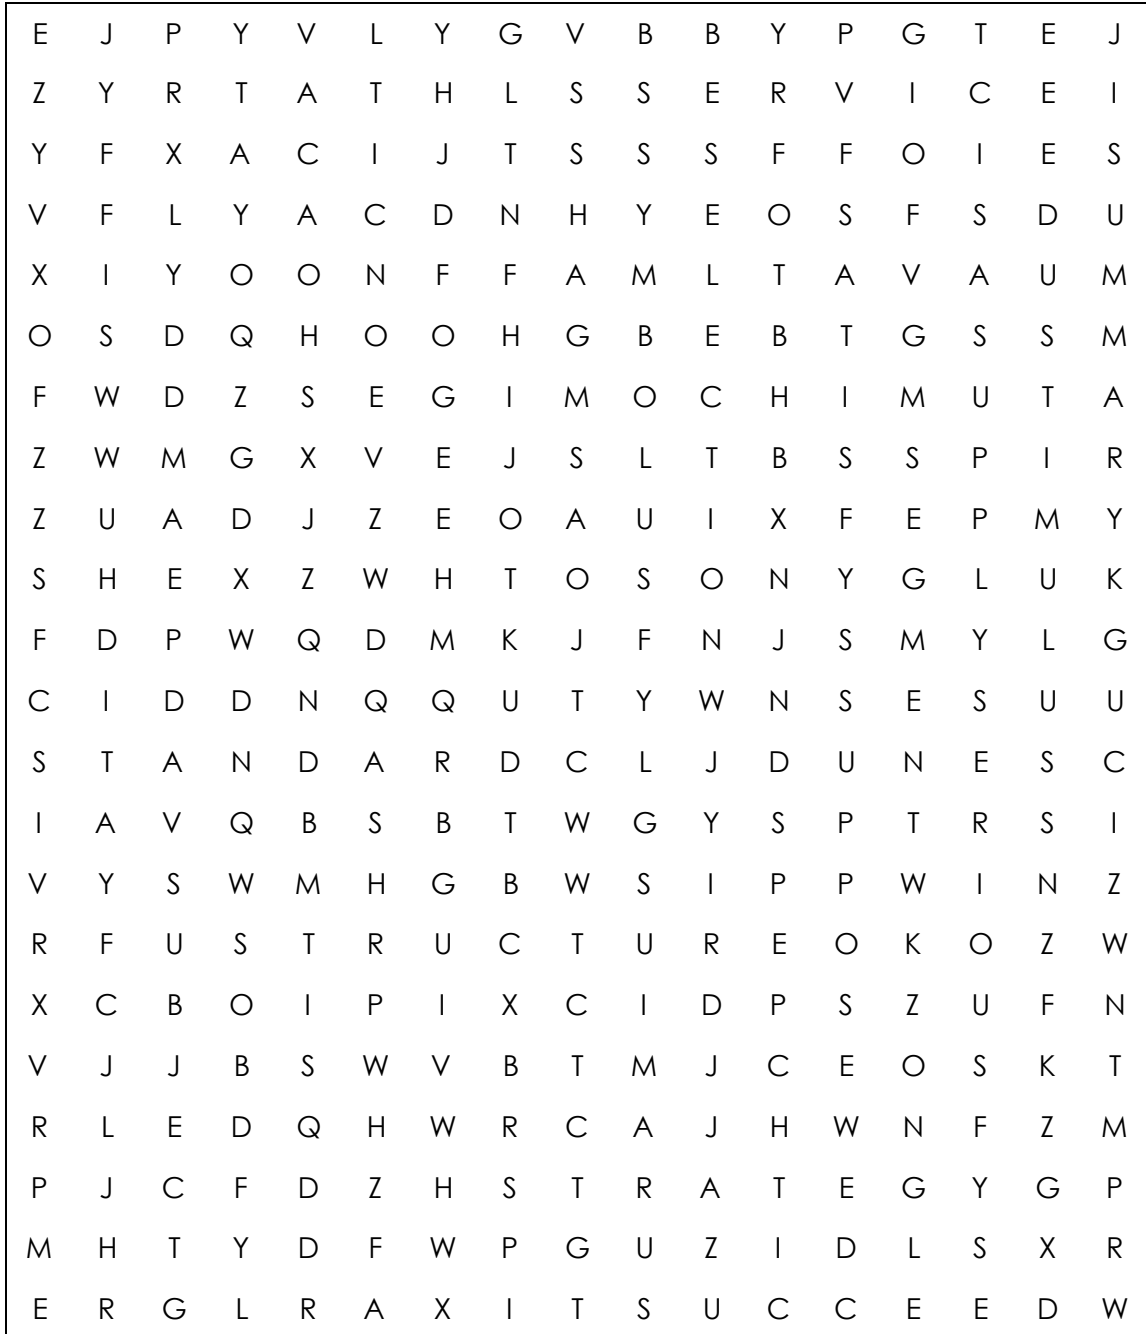 E J P Y V L Y G V B B Y P G T E J
Z Y R T A T H L S S E R V I C E I
Y F X A C I J T S S S F F O I E S
V F L Y A C D N H Y E O S F S D U
X I Y O O N F F A M L T A V A U M
O S D Q H O O H G B E B T G S S M
F W D Z S E G I M O C H I M U T A
Z W M G X V E J S L T B S S P I R
Z U A D J Z E O A U I X F E P M Y
S H E X Z W H T O S O N Y G L U K
F D P W Q D M K J F N J S M Y L G
C I D D N Q Q U T Y W N S E S U U
S T A N D A R D C L J D U N E S C
I A V Q B S B T W G Y S P T R S I
V Y S W M H G B W S I P P W I N Z
R F U S T R U C T U R E O K O Z W
X C B O I P I X C I D P S Z U F N
V J J B S W V B T M J C E O S K T
R L E D Q H W R C A J H W N F Z M
P J C F D Z H S T R A T E G Y G P
M H T Y D F W P G U Z I D L S X R
E R G L R A X I T S U C C E E D W